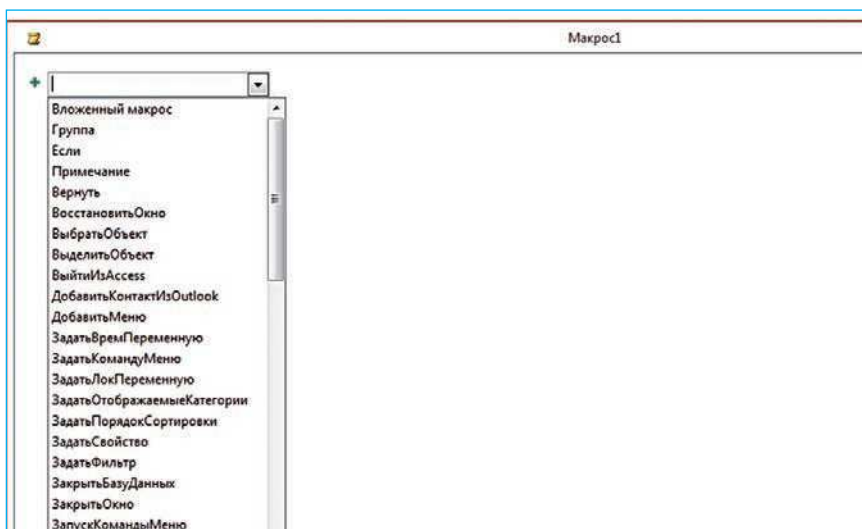 Макрос1
Вложенный макрос
Группа
Если
Примечание
Вернуть
ВосстановитьОкно
ВыбратьОбъект
ВыделитьОбъект
ВыйтиИзAccess
ДобавитьКонтактИзOutlook
ДобавитьМеню
ЗадатьВремПеременную
ЗадатьКомандуМеню
ЗадатьЛокПеременную
ЗадатьОтображаемыеКатегории
ЗадатьПорядокСортировки
ЗадатьСвойство
ЗадатьФильтр
ЗакрытьБазуДанных
ЗакрытьОкно
ЗапускКомандыМеню